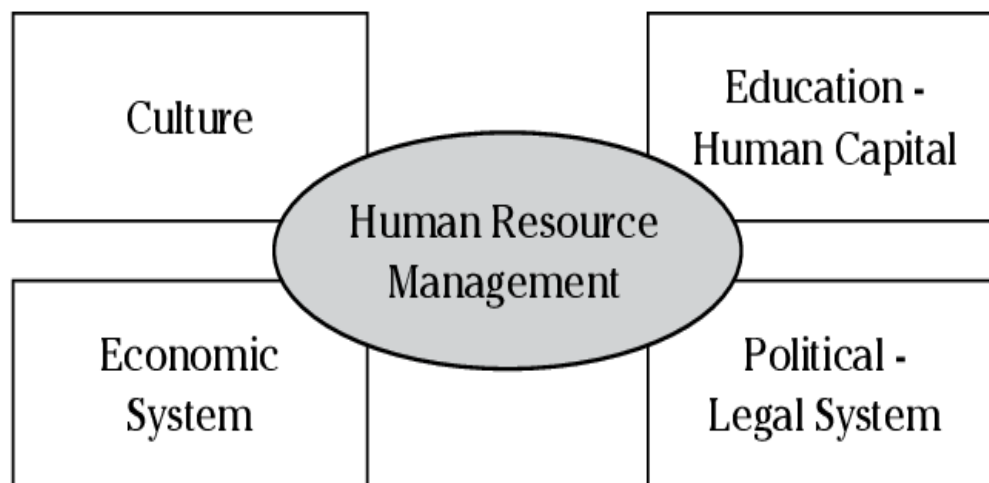 Culture
Education -
Human Capital
Human Resource
Management
Economic
System
Political -
Legal System